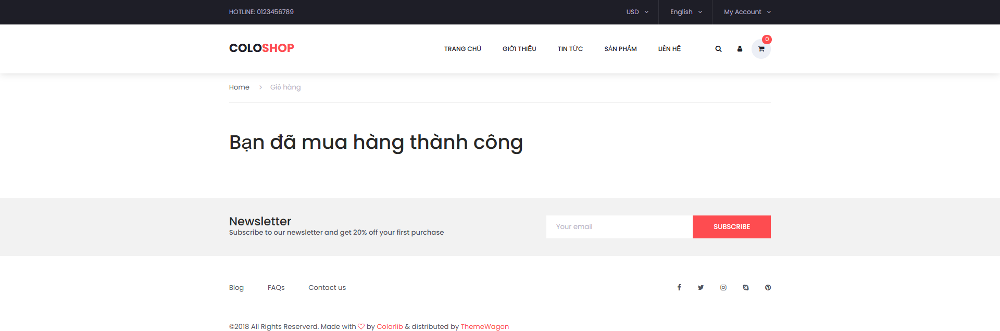 HOTLINE: 0123456789 USD English My Account
COLOSHOP TRANG CHỦ GIỚI THIỆU TIN TỨC SẢN PHẨM LIÊN HỆ 0
Home Giỏ hàng
Bạn đã mua hàng thành công
Newsletter
Subscribe to our newsletter and get 20% off your first purchase
Your email SUBSCRIBE
Blog FAQs Contact us
©2018 All Rights Reserverd. Made with by Colorlib & distributed by ThemeWagon